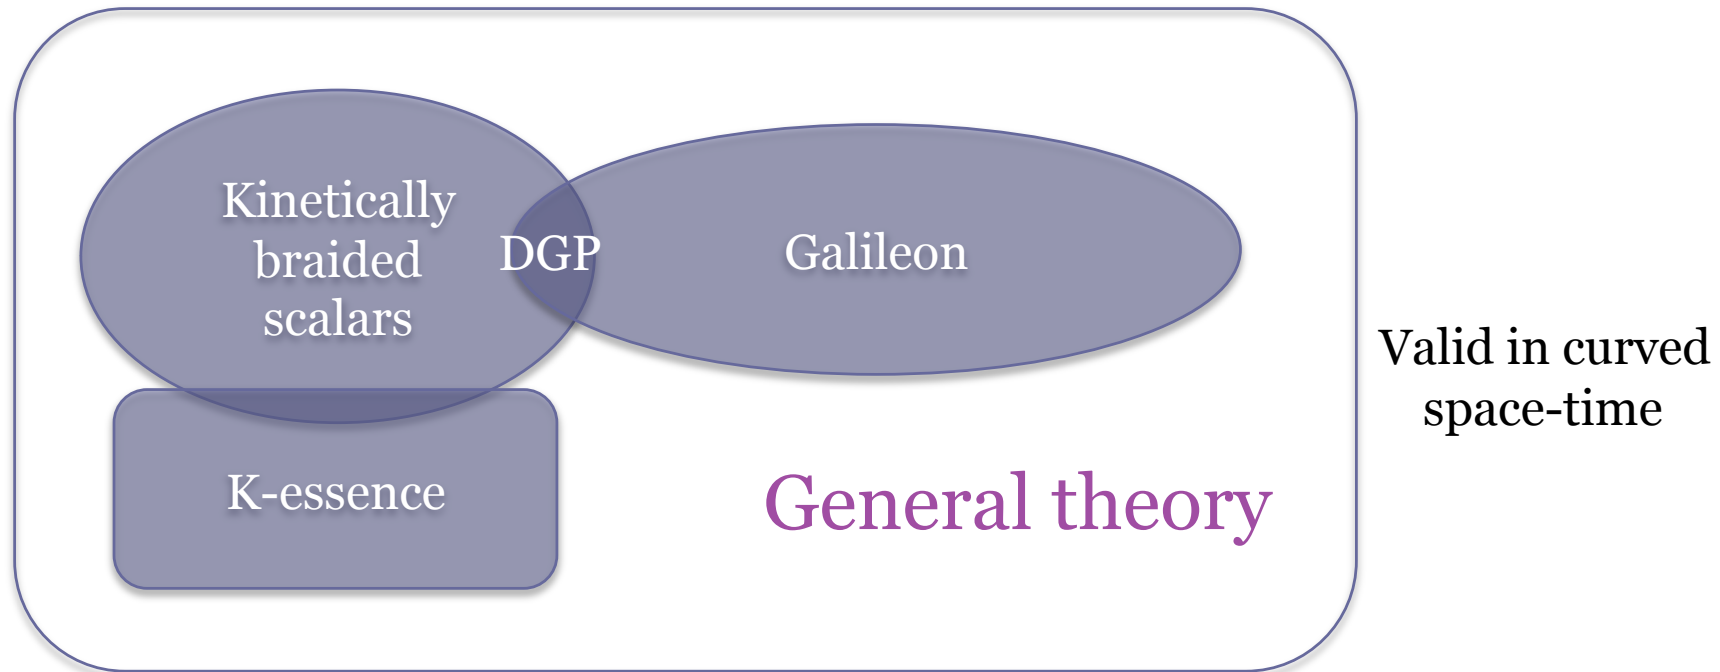 Kinetically
braided
scalars
DGP
Galileon
K-essence
General theory
Valid in curved
space-time